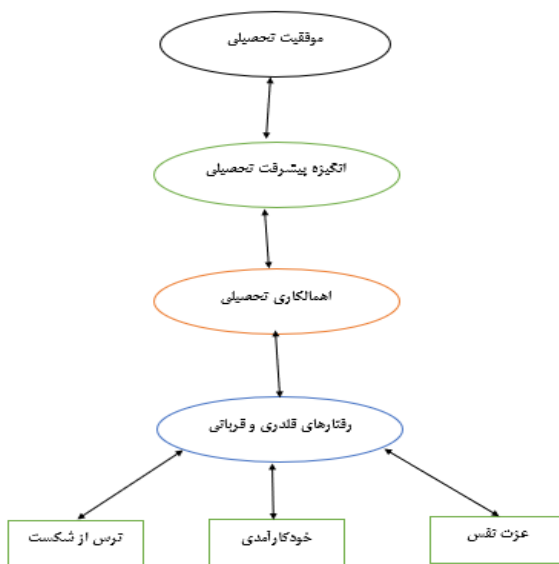 موفقیت تحصیلی
انگیزه پیشرفت تحصیلی
اهمالکاری تحصیلی
رفتارهای قلدری و قربانی
عزت نفس
خودکارآمدی
ترس از شکست